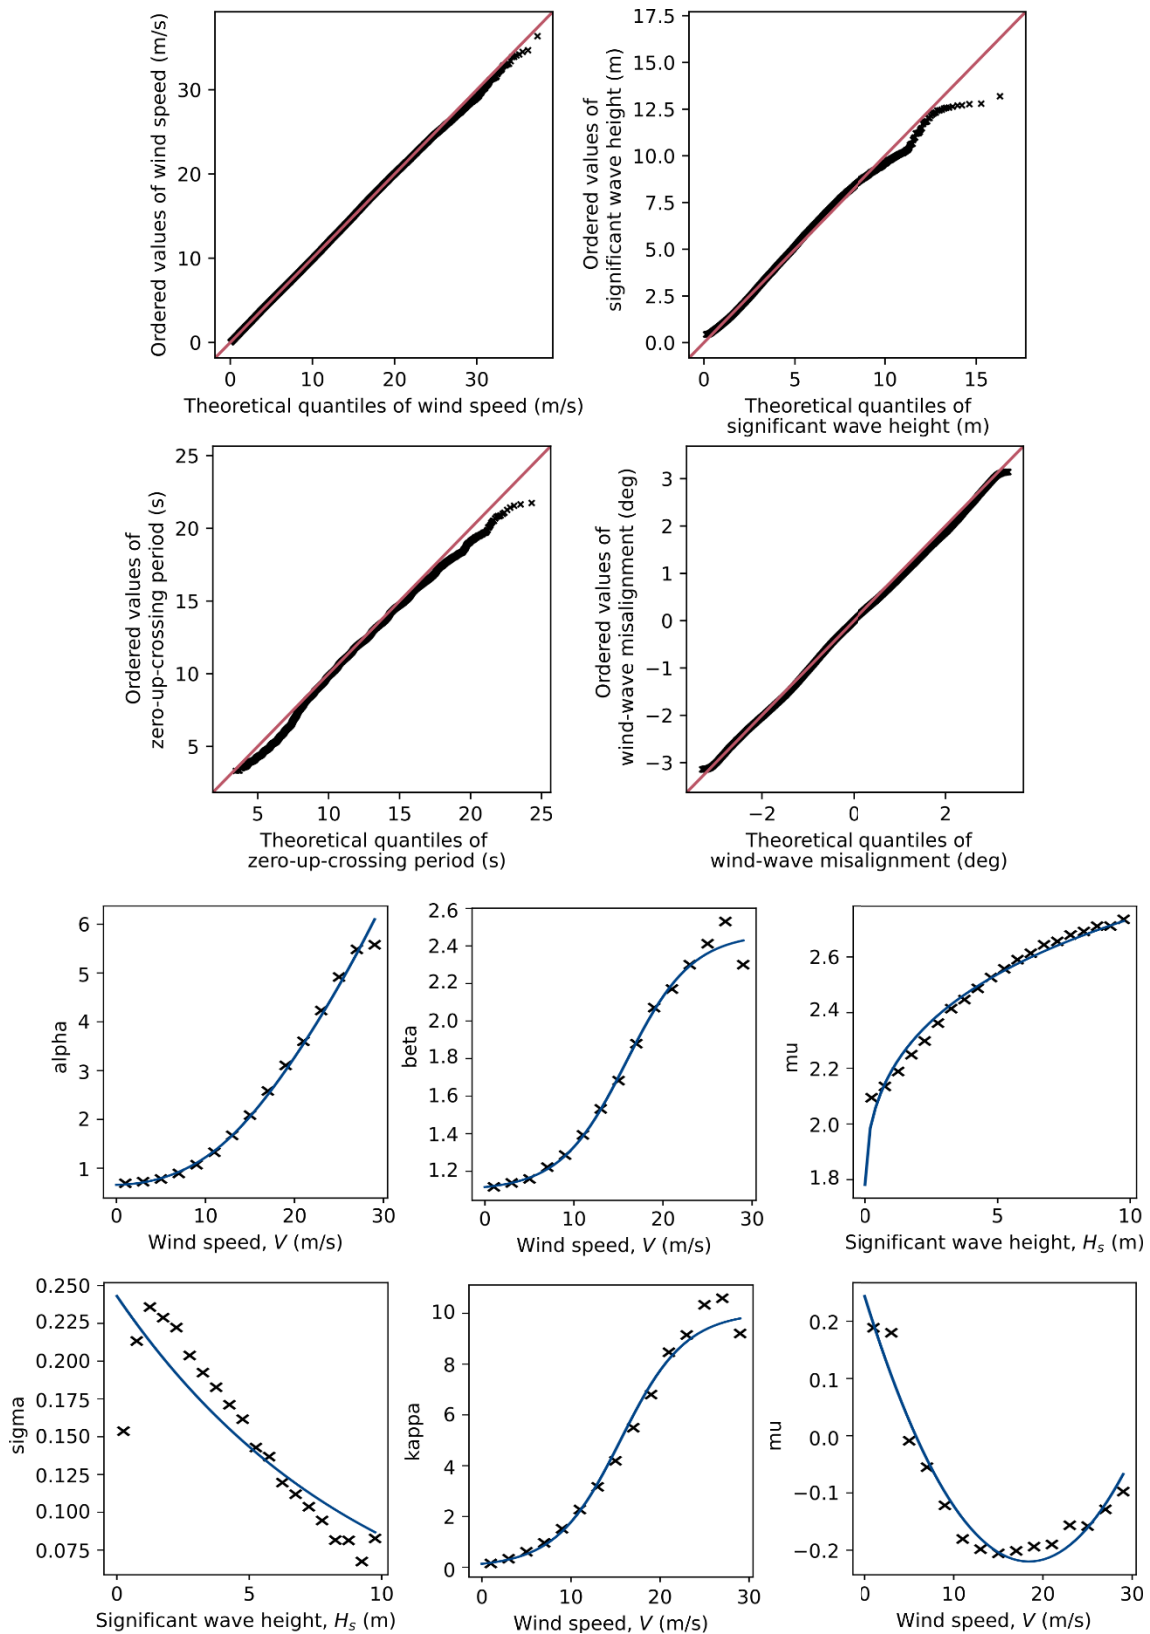 Ordered values of wind speed (m/s)
30
20
10
0
0 10 20 30
Theoretical quantiles of wind speed (m/s)
Ordered values of
significant wave height (m)
17.5
15.0
12.5
10.0
7.5
5.0
2.5
0.0
0 5 10 15
Theoretical quantiles of
significant wave height (m)
Ordered values of
zero-up-crossing period (s)
25
20
15
10
5
5 10 15 20 25
Theoretical quantiles of
zero-up-crossing period (s)
Ordered values of
wind-wave misalignment (deg)
3
2
1
0
−1
−2
−3
−2 0 2
Theoretical quantiles of
wind-wave misalignment (deg)
alpha
6
5
4
3
2
1
0 10 20 30
Wind speed, V (m/s)
beta
2.6
2.4
2.2
2.0
1.8
1.6
1.4
1.2
0 10 20 30
Wind speed, V (m/s)
mu
2.6
2.4
2.2
2.0
1.8
0 5 10
Significant wave height, Hs (m)
sigma
0.250
0.225
0.200
0.175
0.150
0.125
0.100
0.075
0 5 10
Significant wave height, Hs (m)
kappa
10
8
6
4
2
0
0 10 20 30
Wind speed, V (m/s)
mu
0.2
0.1
0.0
−0.1
−0.2
0 10 20 30
Wind speed, V (m/s)